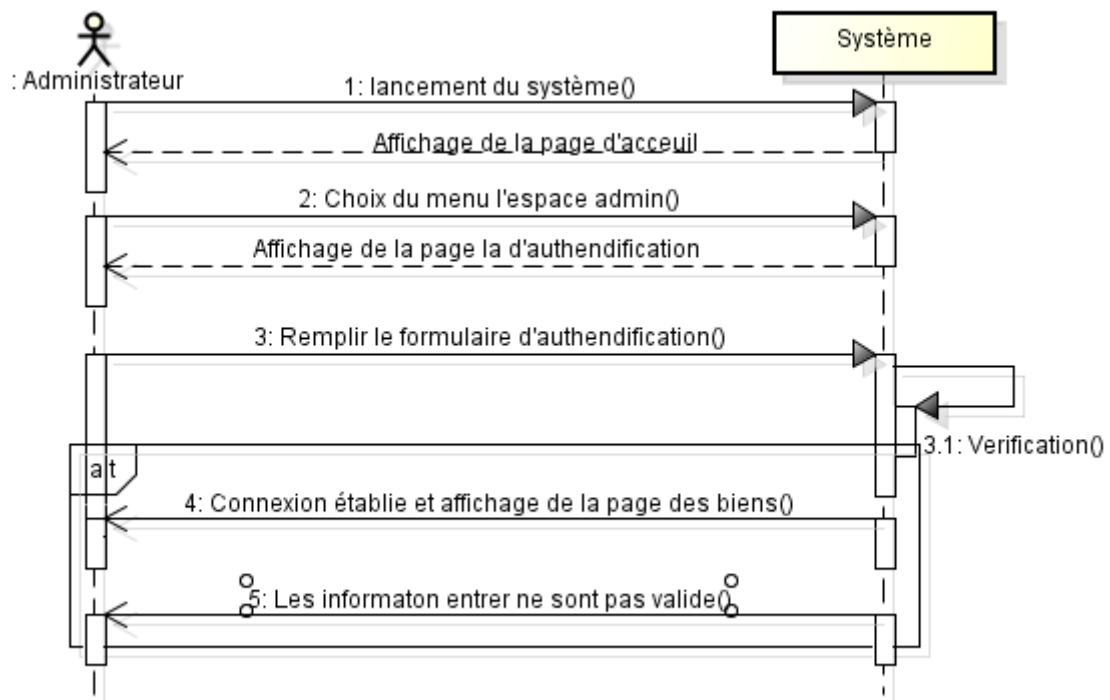 Système
: Administrateur
1: lancement du système()
Affichage de la page d'acceuil
2: Choix du menu l'espace admin()
Affichage de la page la d'authendification
3: Remplir le formulaire d'authendification()
3.1: Verification()
alt
4: Connexion établie et affichage de la page des biens()
5: Les informaton entrer ne sont pas valide()